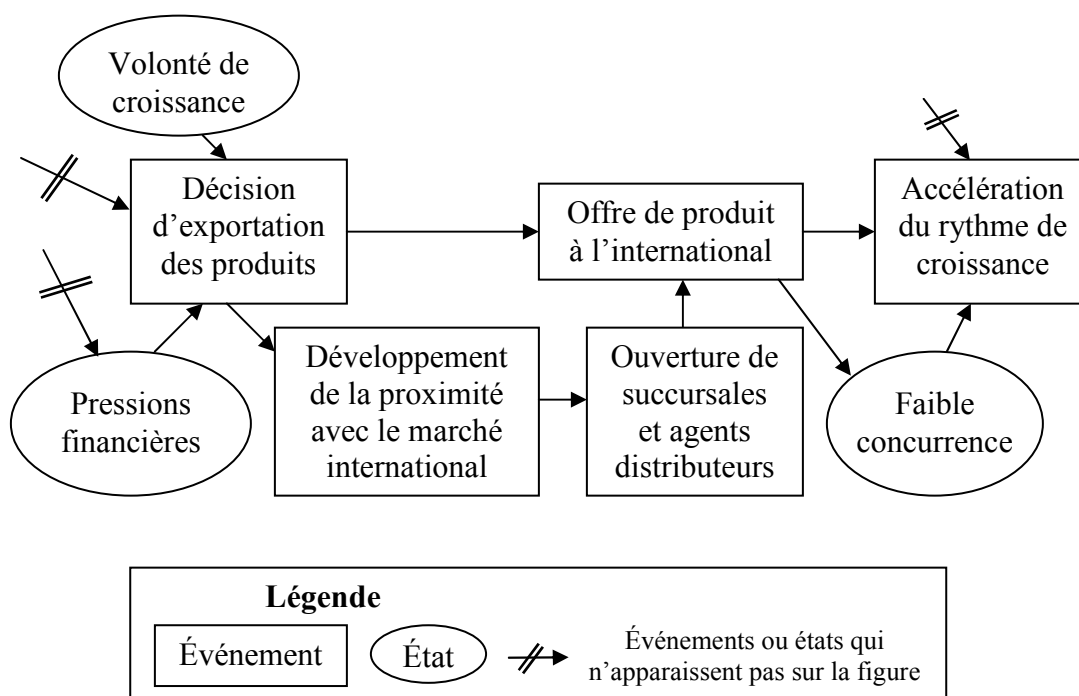 Volonté de
croissance
Décision
d’exportation
des produits
Offre de produit
à l’international
Accélération
du rythme de
croissance
Pressions
financières
Développement
de la proximité
avec le marché
international
Ouverture de
succursales
et agents
distributeurs
Faible
concurrence
Légende
Événement
État
Événements ou états qui
n’apparaissent pas sur la figure